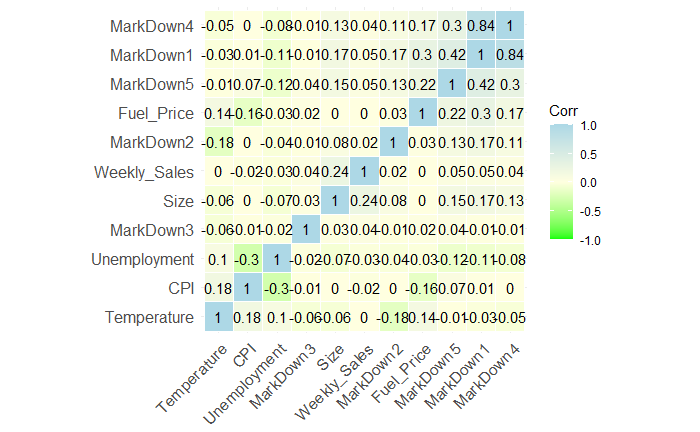 MarkDown4 -0.05 0 -0.08 -0.01 0.13 0.04 0.11 0.17 0.3 0.84 1
MarkDown1 -0.03 0.01 -0.11 -0.01 0.17 0.05 0.17 0.3 0.42 1 0.84
MarkDown5 -0.01 0.07 -0.12 0.04 0.15 0.05 0.13 0.22 1 0.42 0.3
Fuel_Price 0.14 -0.16 -0.03 0.02 0 0 0.03 1 0.22 0.3 0.17
MarkDown2 -0.18 0 -0.04 -0.01 0.08 0.02 1 0.03 0.13 0.17 0.11
Weekly_Sales 0 -0.02 -0.03 0.04 0.24 1 0.02 0 0.05 0.05 0.04
Size -0.06 0 -0.07 0.03 1 0.24 0.08 0 0.15 0.17 0.13
MarkDown3 -0.06 -0.01 -0.02 1 0.03 0.04 -0.01 0.02 0.04 -0.01 -0.01
Unemployment 0.1 -0.3 1 -0.02 -0.07 -0.03 -0.04 -0.03 -0.12 -0.11 -0.08
CPI 0.18 1 -0.3 -0.01 0 -0.02 0 -0.16 0.07 0.01 0
Temperature 1 0.18 0.1 -0.06 -0.06 0 -0.18 0.14 -0.01 -0.03 -0.05
Temperature
CPI
Unemployment
MarkDown3
Size
Weekly_Sales
MarkDown2
Fuel_Price
MarkDown5
MarkDown1
MarkDown4
Corr
1.0
0.5
0.0
-0.5
-1.0